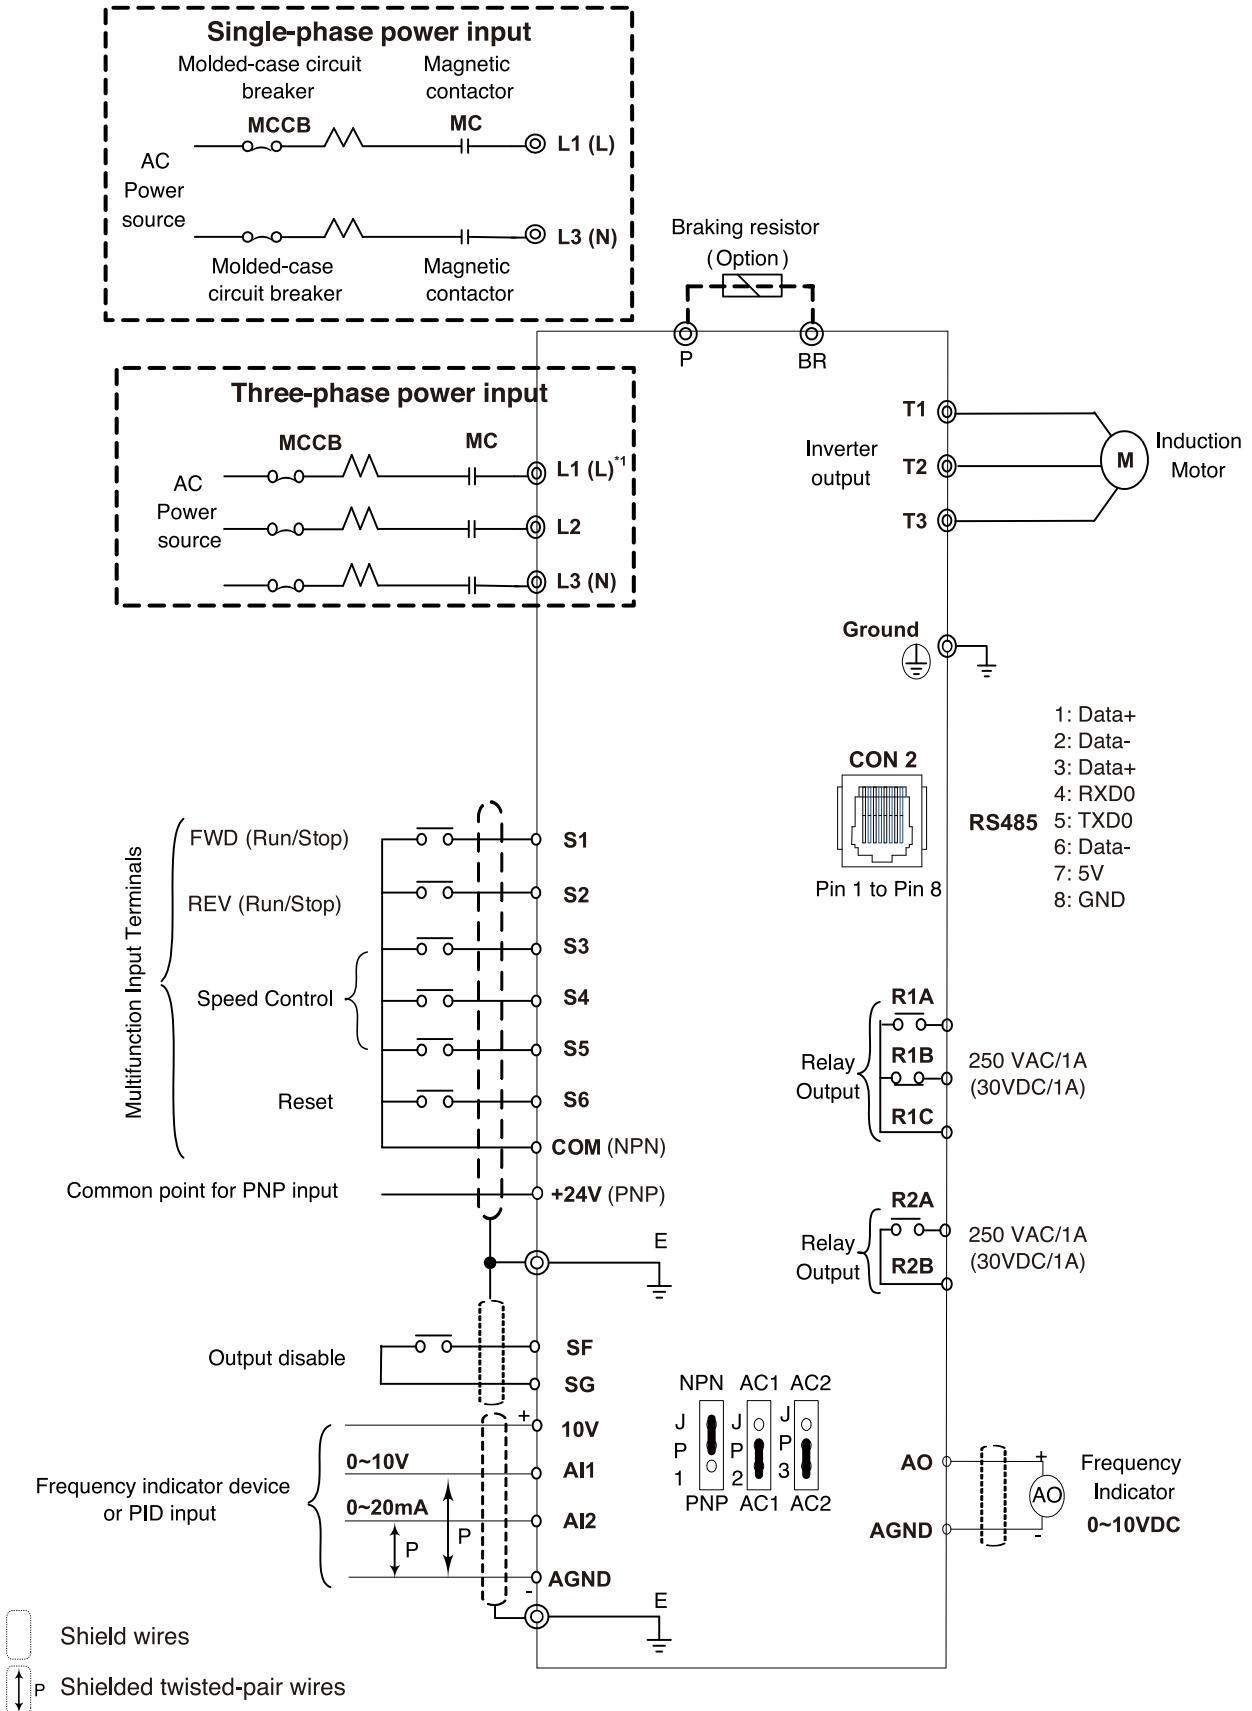 Single-phase power input
Molded-case circuit
breaker
Magnetic
contactor
MCCB
MC
L1 (L)
AC
Power
source
L3 (N)
Molded-case
circuit breaker
Magnetic
contactor
Braking resistor
(Option)
P
BR
Three-phase power input
MCCB
MC
L1 (L)*1
AC
Power
source
L2
L3 (N)
T1
T2
T3
Inverter
output
M
Induction
Motor
Ground
CON 2
Pin 1 to Pin 8
RS485
1: Data+
2: Data-
3: Data+
4: RXD0
5: TXD0
6: Data-
7: 5V
8: GND
Multifunction Input Terminals
FWD (Run/Stop)
S1
REV (Run/Stop)
S2
S3
Speed Control
S4
S5
Reset
S6
COM (NPN)
Common point for PNP input
+24V (PNP)
E
R1A
R1B
R1C
Relay
Output
250 VAC/1A
(30VDC/1A)
R2A
R2B
Relay
Output
250 VAC/1A
(30VDC/1A)
Output disable
SF
SG
+
10V
0~10V
AI1
Frequency indicator device
or PID input
0~20mA
AI2
P
P
AGND
-
E
NPN AC1 AC2
J P 1
J P 2
J P 3
PNP AC1 AC2
AO
AGND
+
AO
-
Frequency
Indicator
0~10VDC
Shield wires
P Shielded twisted-pair wires